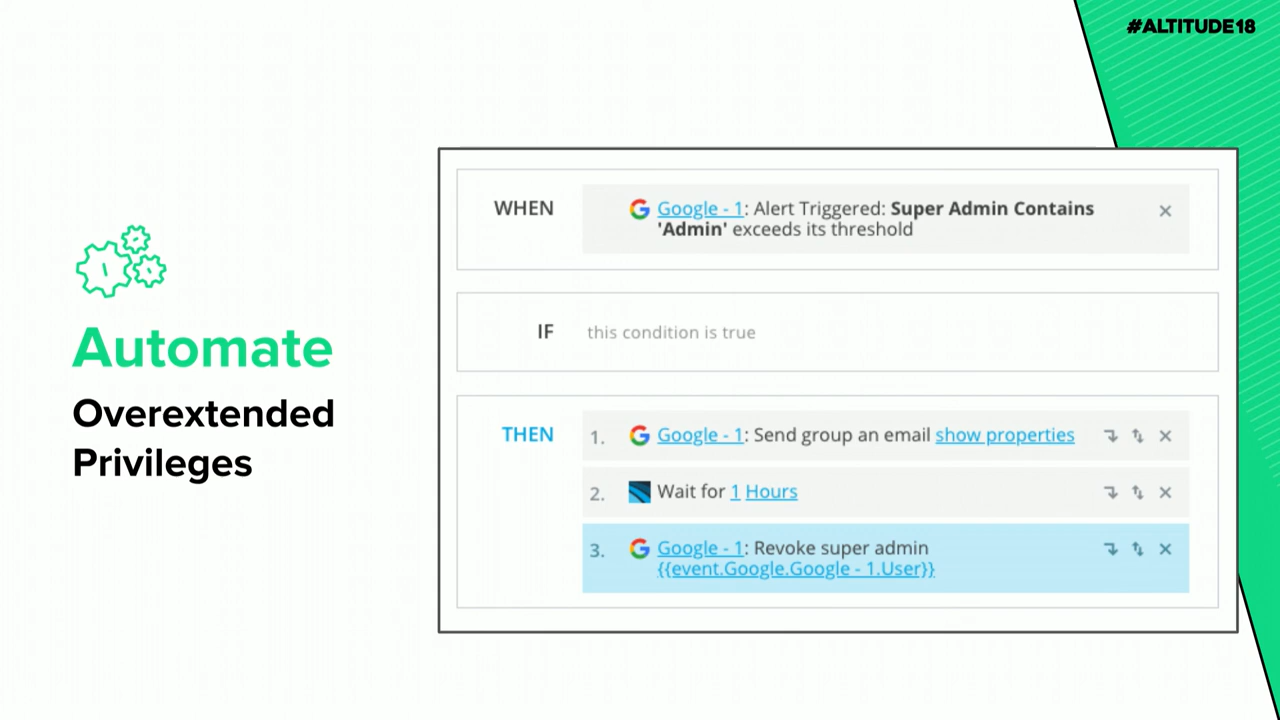 #ALTITUDE18
Automate
Overextended
Privileges
WHEN
Google - 1: Alert Triggered: Super Admin Contains
'Admin' exceeds its threshold
IF
this condition is true
THEN
1. Google - 1: Send group an email show properties
2. Wait for 1 Hours
3. Google - 1: Revoke super admin
{{event.Google.Google - 1.User}}